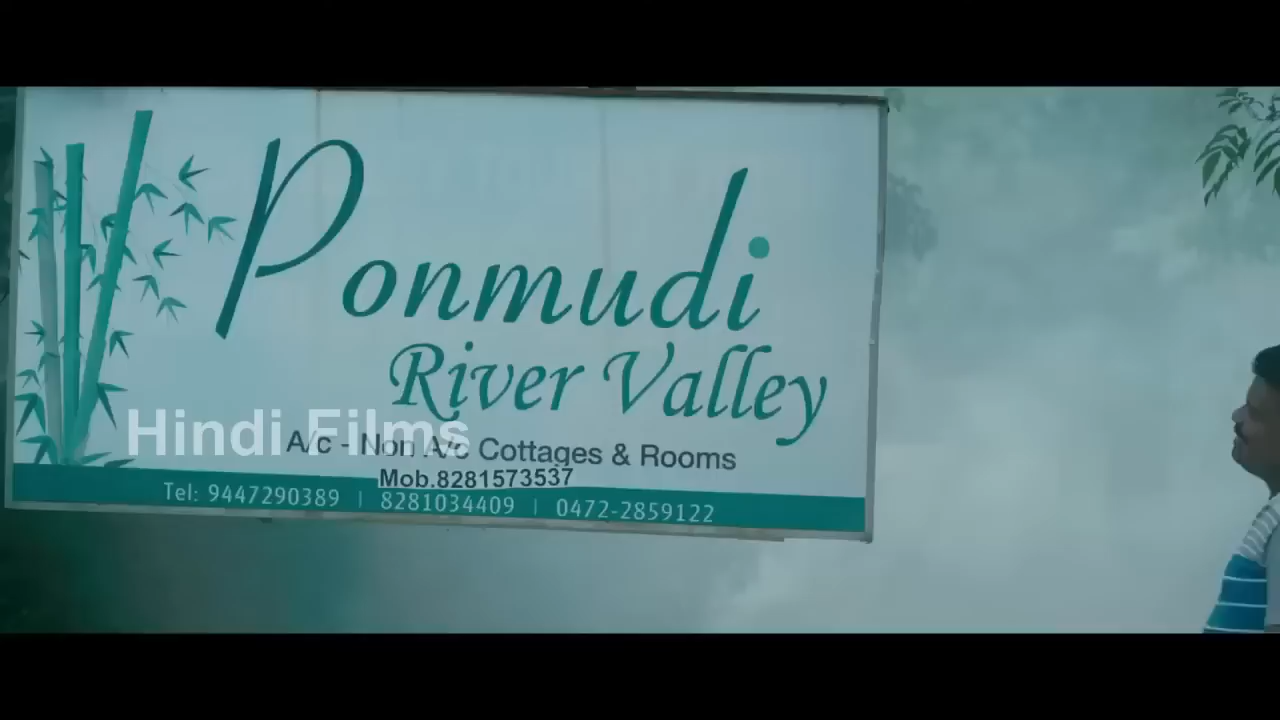 Ponmudi
River Valley
Hindi Films
A/c - Non A/c Cottages & Rooms
Mob.8281573537
Tel: 9447290389 | 8281034409 | 0472-2859122